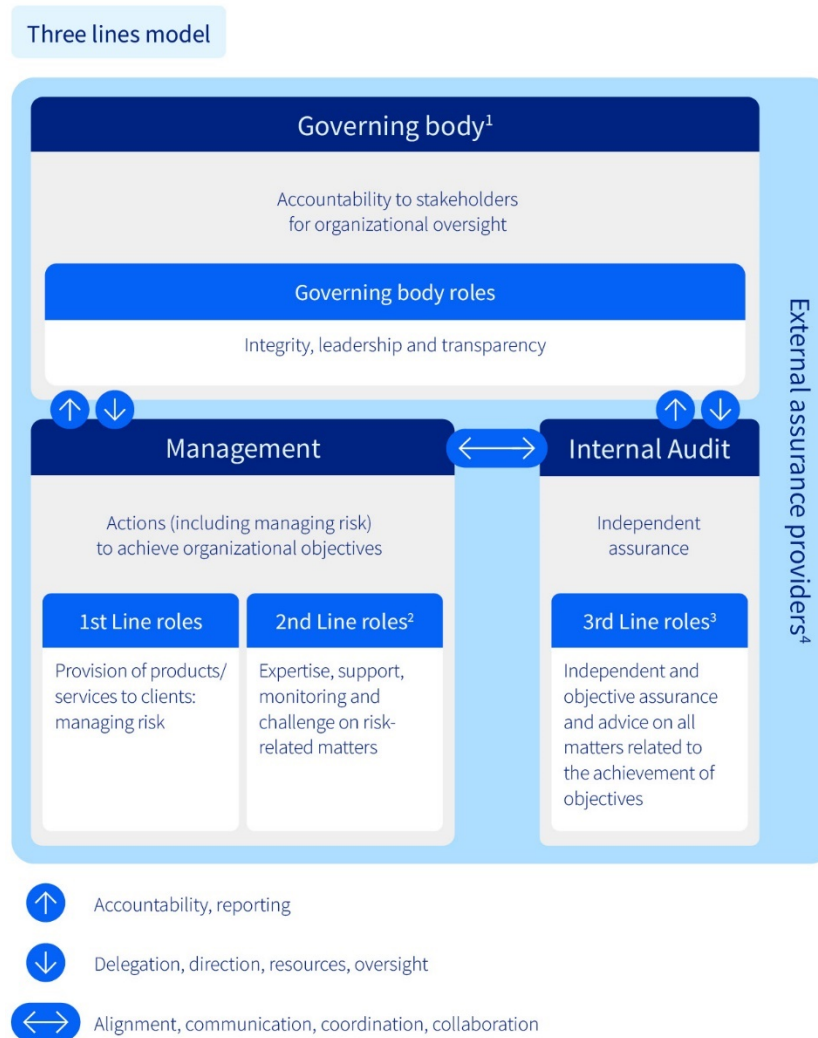 Three lines model
Governing body¹
Accountability to stakeholders
for organizational oversight
Governing body roles
Integrity, leadership and transparency
Management
Internal Audit
Actions (including managing risk)
to achieve organizational objectives
Independent
assurance
1st Line roles
2nd Line roles²
3rd Line roles³
Provision of products/
services to clients:
managing risk
Expertise, support,
monitoring and
challenge on risk-
related matters
Independent and
objective assurance
and advice on all
matters related to
the achievement of
objectives
External assurance providers⁴
Accountability, reporting
Delegation, direction, resources, oversight
Alignment, communication, coordination, collaboration